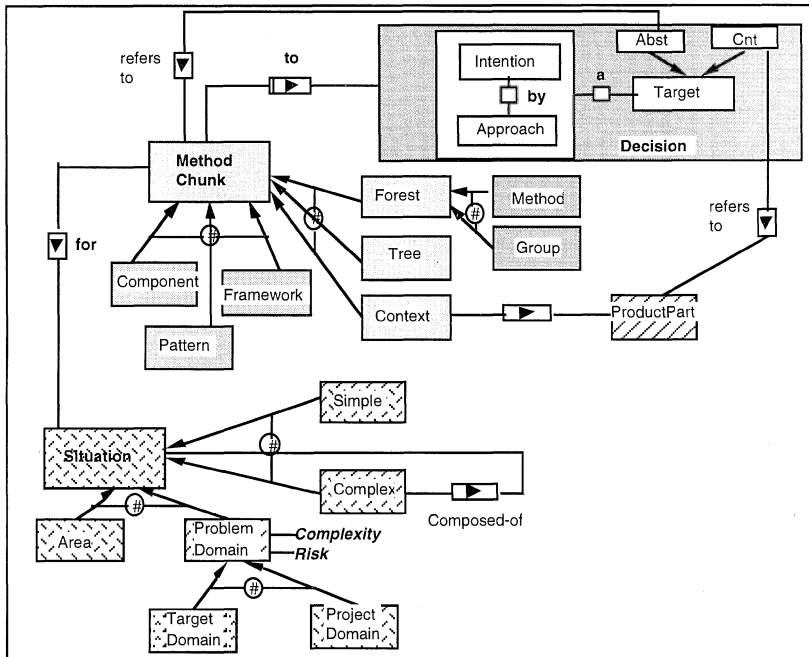 Abst
Cnt
refers
to
to
Intention
by
Approach
a
Target
Decision
Method
Chunk
for
#
#
Forest
#
Method
Group
Tree
Context
refers
to
ProductPart
Component
Framework
Pattern
Simple
#
Situation
Complex
Composed-of
#
Area
Problem
Domain
Complexity
Risk
#
Target
Domain
Project
Domain